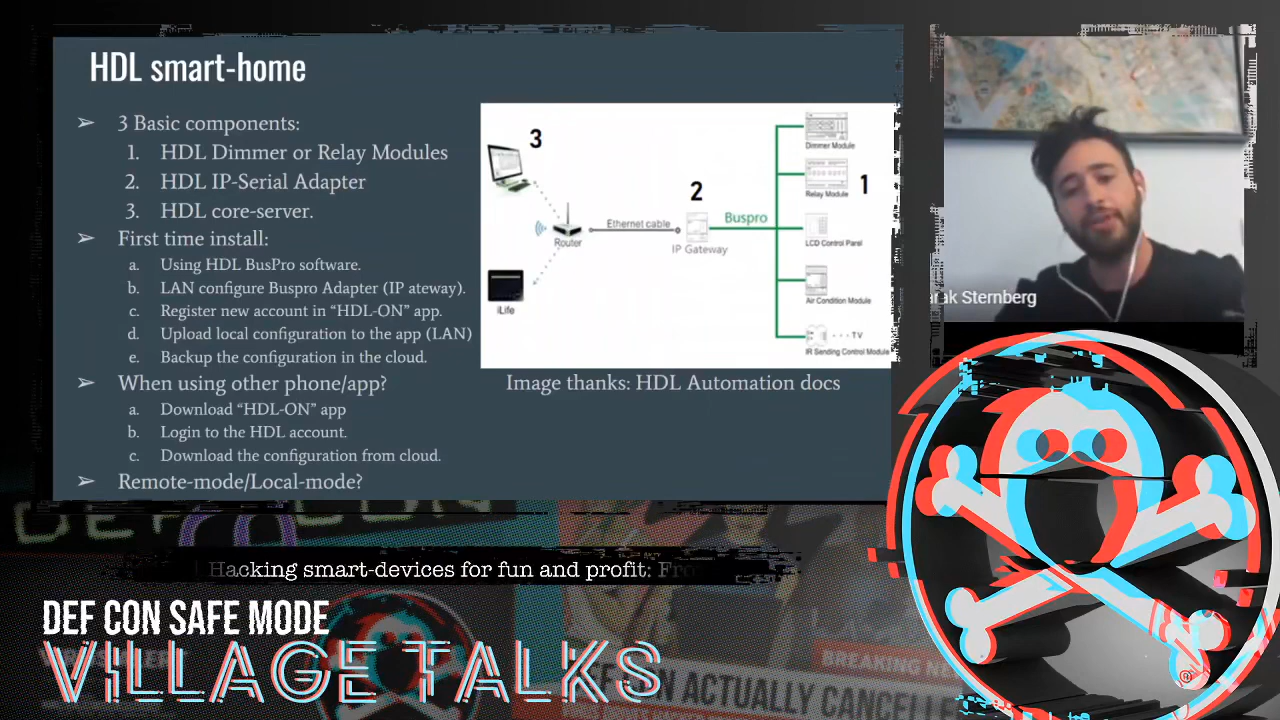 HDL smart-home
➢ 3 Basic components:
1. HDL Dimmer or Relay Modules
2. HDL IP-Serial Adapter
3. HDL core-server.
➢ First time install:
a. Using HDL BusPro software.
b. LAN configure Buspro Adapter (IP ateway).
c. Register new account in “HDL-ON” app.
d. Upload local configuration to the app (LAN)
e. Backup the configuration in the cloud.
➢ When using other phone/app?
a. Download “HDL-ON” app
b. Login to the HDL account.
c. Download the configuration from cloud.
➢ Remote-mode/Local-mode?
3
Router
iLife
Ethernet cable
2
IP Gateway
Buspro
Dimmer Module
Relay Module
1
LCD Control Panel
Air Condition Module
TV
IR Sending Control Module
Image thanks: HDL Automation docs
Sternberg
Hacking smart-devices for fun and profit: Fro
DEF CON SAFE MODE
VILLAGE TALKS
DEF CON
BREAKING NE
EF CON ACTUALLY CANCELLE
®